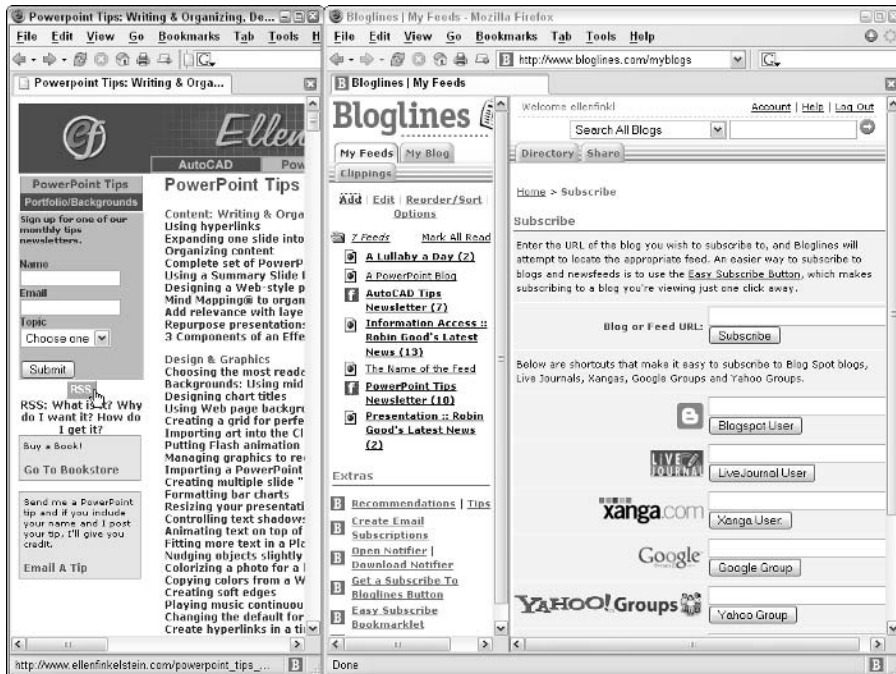 Powerpoint Tips: Writing & Organizing, De...
File Edit View Go Bookmarks Tab Tools H
Powerpoint Tips: Writing & Orga...
Ellen
AutoCAD Pow
PowerPoint Tips
Portfolio/Backgrounds
Sign up for one of our
monthly tips
newsletters.
Name
Email
Topic
Choose one
Submit
RSS
RSS: What is it? Why
do I want it? How do
I get it?
Buy a Book!
Go To Bookstore
Send me a PowerPoint
tip and if you include
your name and I post
your tip, I'll give you
credit.
Email A Tip
PowerPoint Tips
Content: Writing & Orga
Using hyperlinks
Expanding one slide into
Organizing content
Complete set of PowerP
Using a Summary Slide I
Designing a Web-style p
Mind Mapping® to organ
Add relevance with laye
Repurpose presentation:
3 Components of an Effe
Design & Graphics
Choosing the most reada
Backgrounds: Using mid
Designing chart titles
Using Web page backgro
Creating a grid for perfe
Importing art into the Cl
Putting Flash animation
Managing graphics to re
Importing a PowerPoint
Creating multiple slide "
Formatting bar charts
Resizing your presentati
Controlling text shadow:
Animating text on top of
Fitting more text in a Pla
Nudging objects slightly
Colorizing a photo for a l
Copying colors from a W
Creating soft edges
Playing music continuou
Changing the default for
Create hyperlinks in a ti
http://www.ellenfinkelstein.com/powerpoint_tips_...
Bloglines | My Feeds - Mozilla Firefox
File Edit View Go Bookmarks Tab Tools Help
http://www.bloglines.com/myblogs
Bloglines | My Feeds
Bloglines
My Feeds My Blog
Clippings
Add | Edit | Reorder/Sort
Options
7 Feeds Mark All Read
A Lullaby a Day (2)
A PowerPoint Blog
AutoCAD Tips
Newsletter (7)
Information Access ::
Robin Good's Latest
News (13)
The Name of the Feed
PowerPoint Tips
Newsletter (10)
Presentation :: Robin
Good's Latest News
(2)
Extras
Recommendations | Tips
Create Email
Subscriptions
Open Notifier |
Download Notifier
Get a Subscribe To
Bloglines Button
Easy Subscribe
Bookmarklet
Done
Welcome ellenfinkl
Account | Help | Log Out
Search All Blogs
Directory Share
Home > Subscribe
Subscribe
Enter the URL of the blog you wish to subscribe to, and Bloglines will
attempt to locate the appropriate feed. An easier way to subscribe to
blogs and newsfeeds is to use the Easy Subscribe Button, which makes
subscribing to a blog you're viewing just one click away.
Blog or Feed URL:
Subscribe
Below are shortcuts that make it easy to subscribe to Blog Spot blogs,
Live Journals, Xangas, Google Groups and Yahoo Groups.
Blogspot User
LIVE JOURNAL
LiveJournal User
xanga.com
Xanga User
Google
Google Group
YAHOO! Groups
Yahoo Group